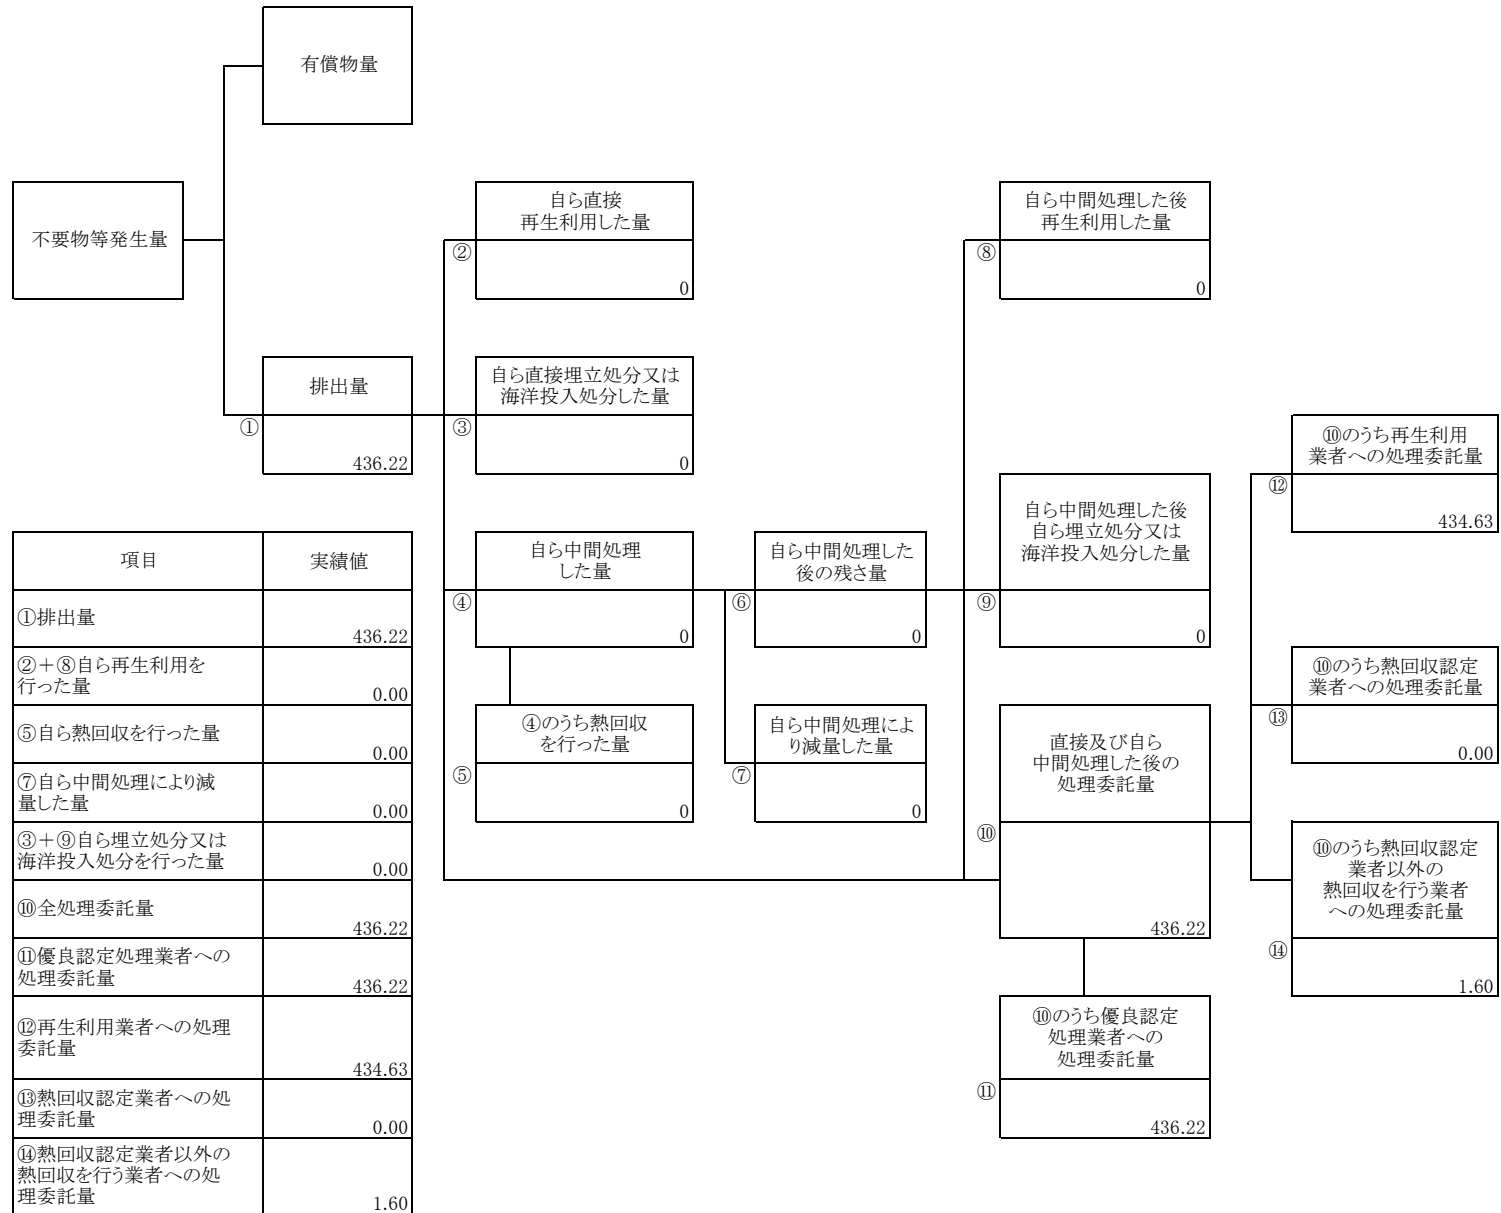 有償物量
不要物等発生量
自ら直接
再生利用した量
②
0
自ら中間処理した後
再生利用した量
⑧
0
排出量
①
436.22
自ら直接埋立処分又は
海洋投入処分した量
③
0
⑩のうち再生利用
業者への処理委託量
⑫
434.63
自ら中間処理
した量
④
0
自ら中間処理した
後の残さ量
⑥
0
自ら中間処理した後
自ら埋立処分又は
海洋投入処分した量
⑨
0
⑩のうち熱回収認定
業者への処理委託量
⑬
0.00
④のうち熱回収
を行った量
⑤
0
自ら中間処理によ
り減量した量
⑦
0
直接及び自ら
中間処理した後の
処理委託量
⑩
436.22
⑩のうち熱回収認定
業者以外の
熱回収を行う業者
への処理委託量
⑭
1.60
⑩のうち優良認定
処理業者への
処理委託量
⑪
436.22
項目 実績値
①排出量
436.22
②＋⑧自ら再生利用を
行った量
0.00
⑤自ら熱回収を行った量
0.00
⑦自ら中間処理により減
量した量
0.00
③＋⑨自ら埋立処分又は
海洋投入処分を行った量
0.00
⑩全処理委託量
436.22
⑪優良認定処理業者への
処理委託量
436.22
⑫再生利用業者への処理
委託量
434.63
⑬熱回収認定業者への処
理委託量
0.00
⑭熱回収認定業者以外の
熱回収を行う業者への処
理委託量
1.60